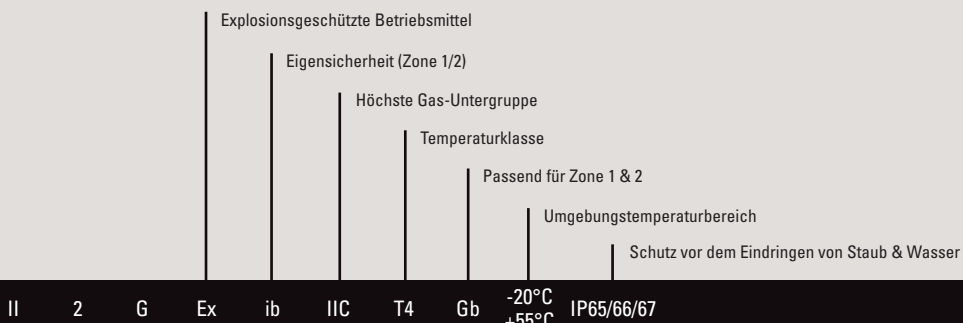 Explosionsgeschützte Betriebsmittel
Eigensicherheit (Zone 1/2)
Höchste Gas-Untergruppe
Temperaturklasse
Passend für Zone 1 & 2
Umgebungstemperaturbereich
Schutz vor dem Eindringen von Staub & Wasser
II 2 G Ex ib IIC T4 Gb -20°C IP65/66/67
+55°C